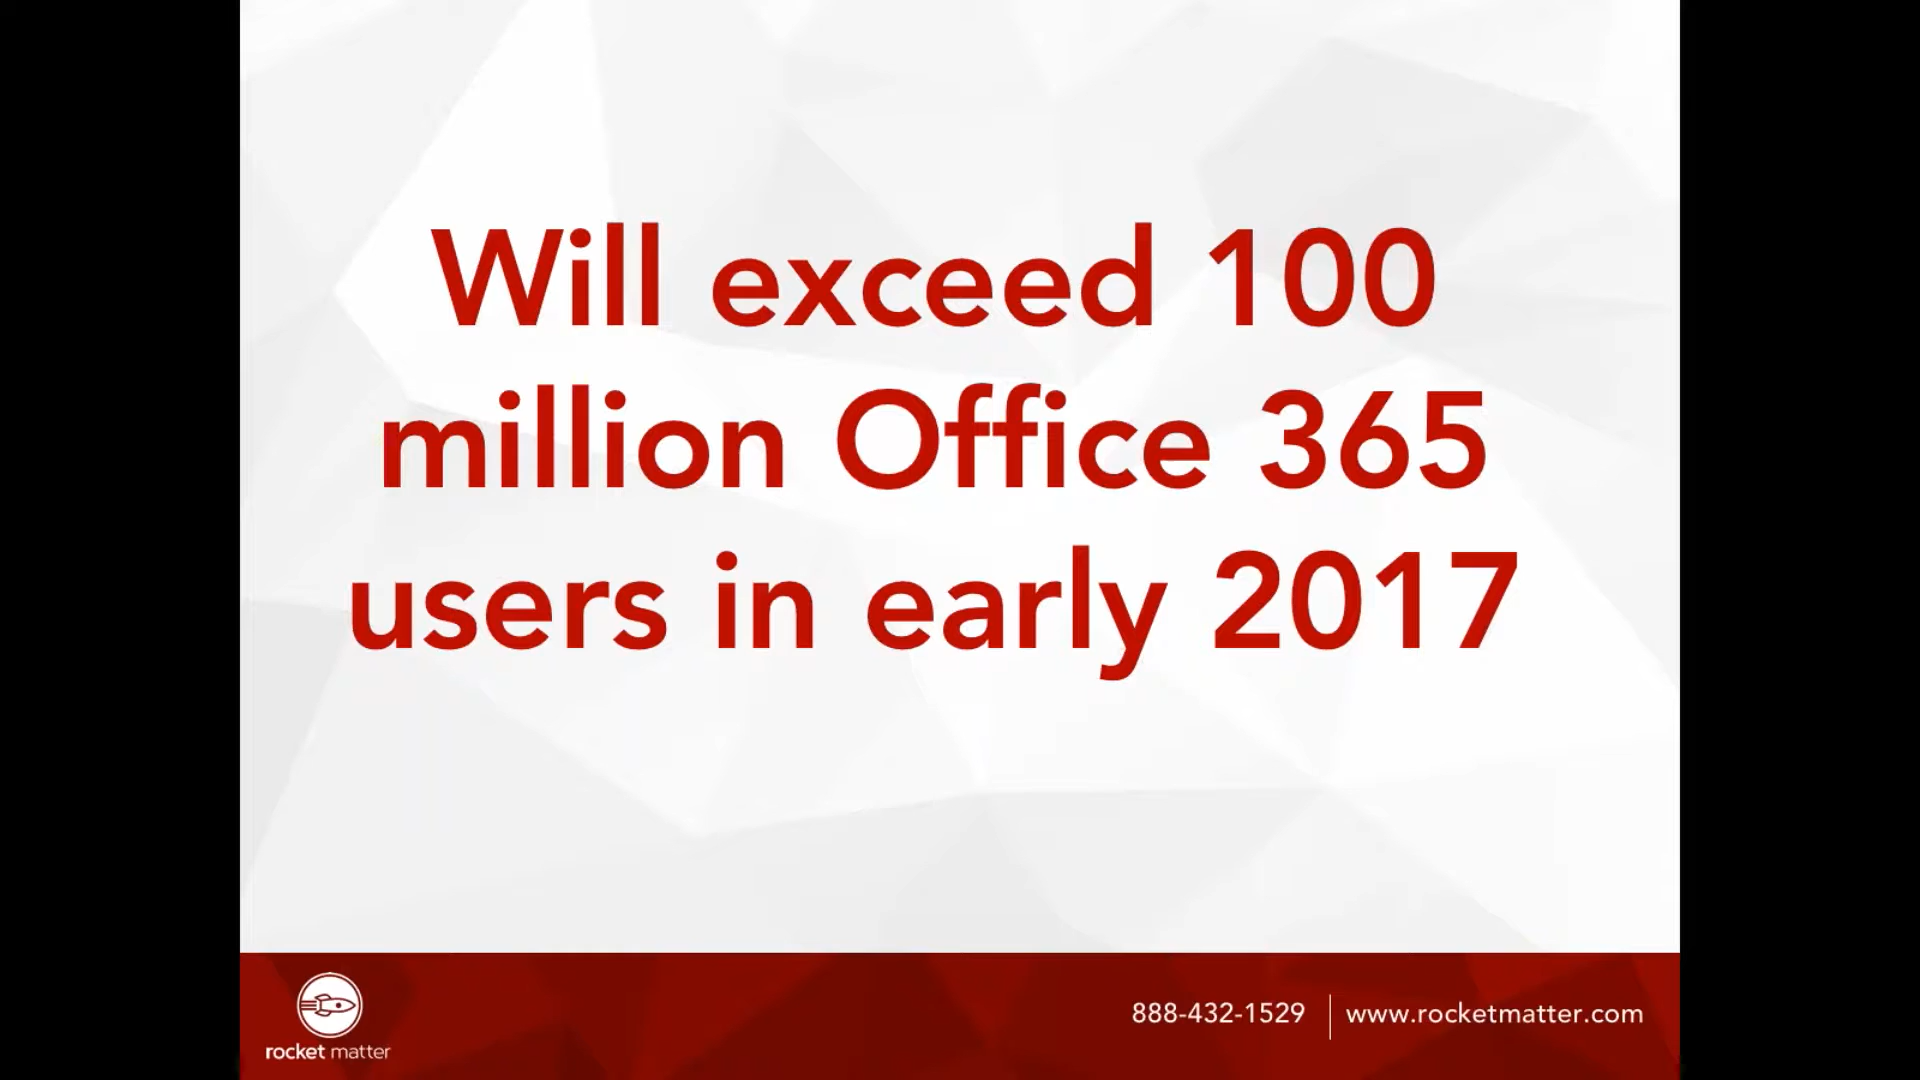 Will exceed 100
million Office 365
users in early 2017
888-432-1529 www.rocketmatter.com
rocket matter